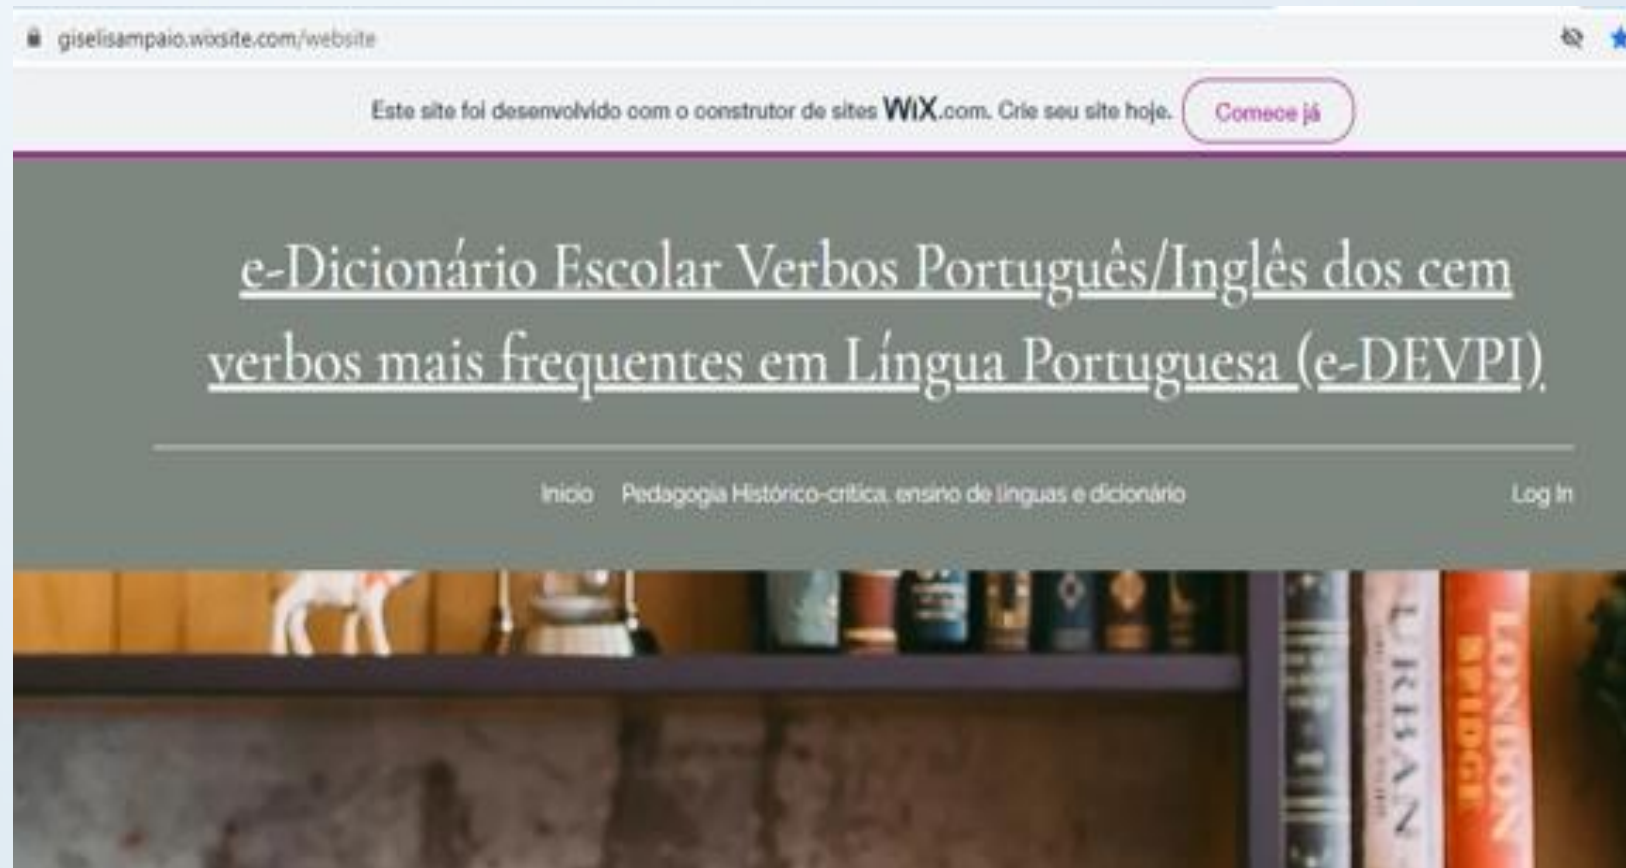 giselisampaio.wixsite.com/website
Este site foi desenvolvido com o construtor de sites WiX.com. Crie seu site hoje. Comece já
e-Dicionário Escolar Verbos Português/Inglês dos cem
verbos mais frequentes em Língua Portuguesa (e-DEVPI).
Início Pedagogia Histórico-crítica, ensino de línguas e dicionário Log In
URBAN
LONDON